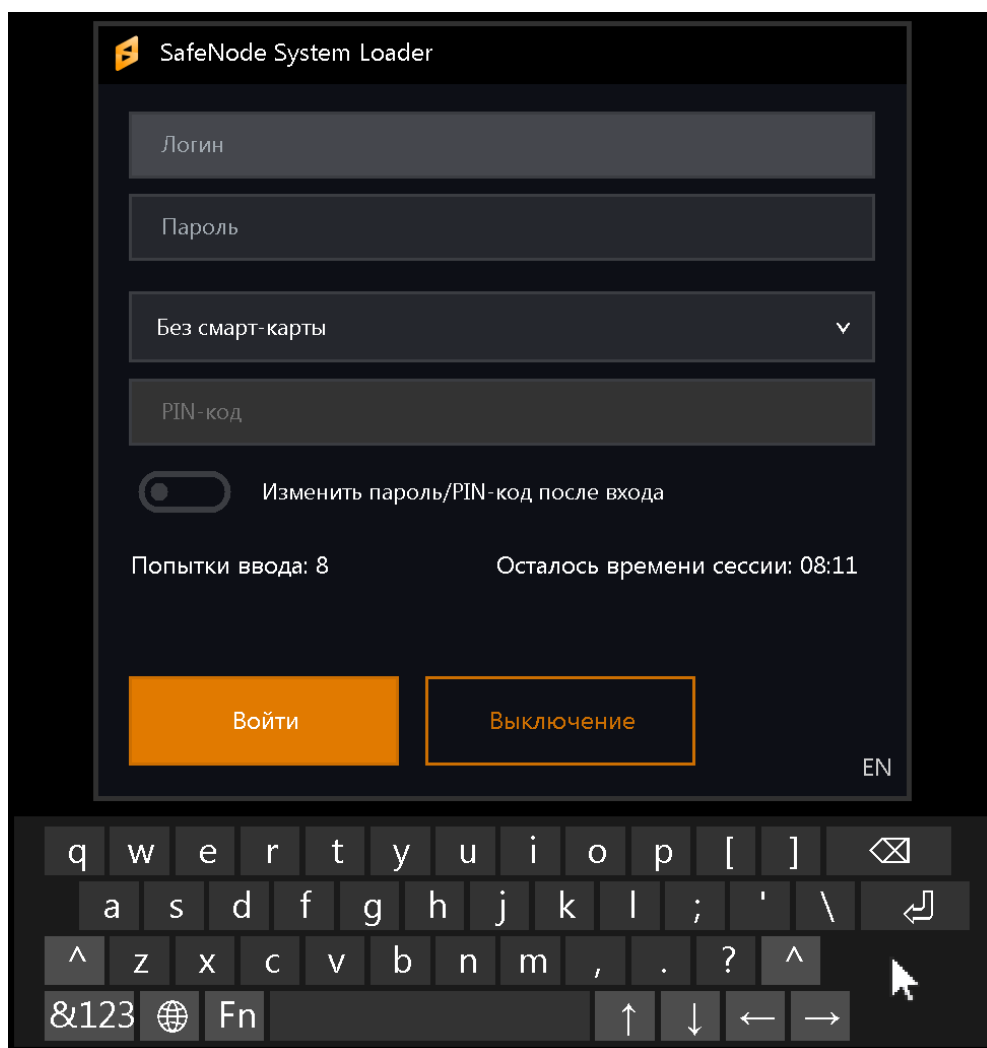 SafeNode System Loader
Логин
Пароль
Без смарт-карты
PIN-код
Изменить пароль/PIN-код после входа
Попытки ввода: 8 Осталось времени сессии: 08:11
Войти Выключение
EN
q w e r t y u i o p [ ] ⌫
a s d f g h j k l ; ' \ ⏎
^ z x c v b n m , . ? ^
&123 🌐 Fn ↑ ↓ ← →